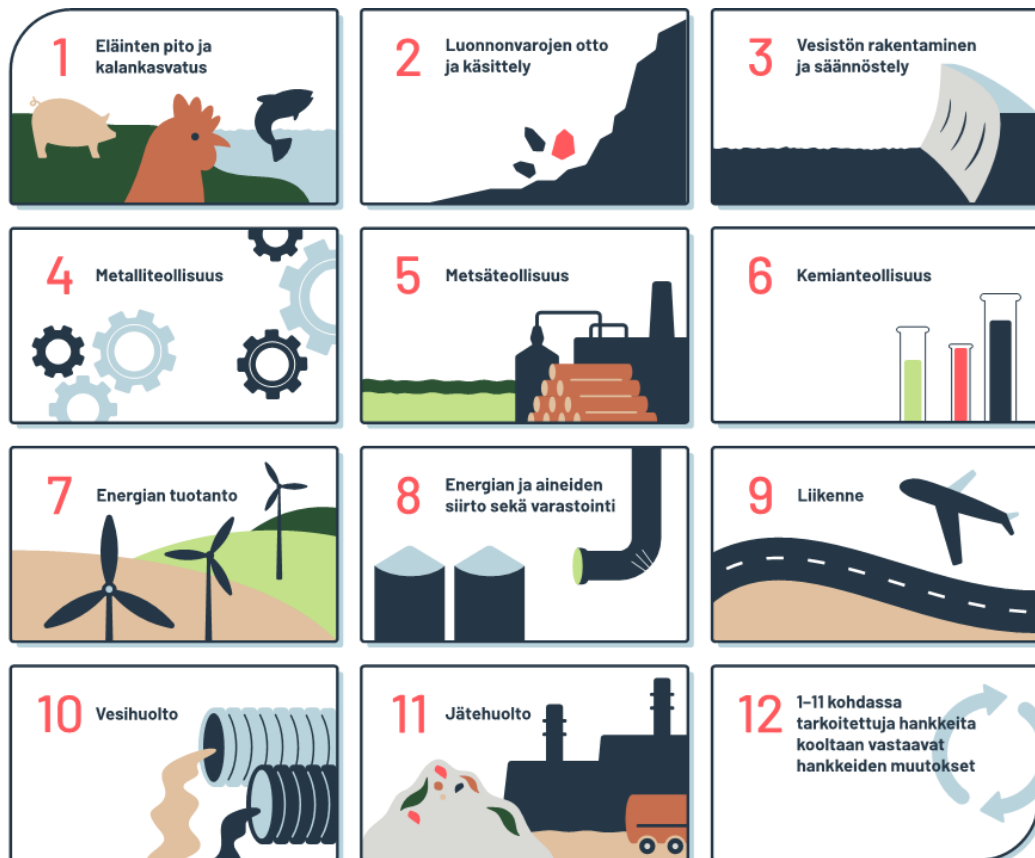 1
Eläinten pito ja
kalankasvatus
2
Luonnonvarojen otto
ja käsittely
3
Vesistön rakentaminen
ja säännöstely
4
Metalliteollisuus
5
Metsäteollisuus
6
Kemianteollisuus
7
Energian tuotanto
8
Energian ja aineiden
siirto sekä varastointi
9
Liikenne
10
Vesihuolto
11
Jätehuolto
12
1–11 kohdassa
tarkoitettuja hankkeita
kooltaan vastaavat
hankkeiden muutokset